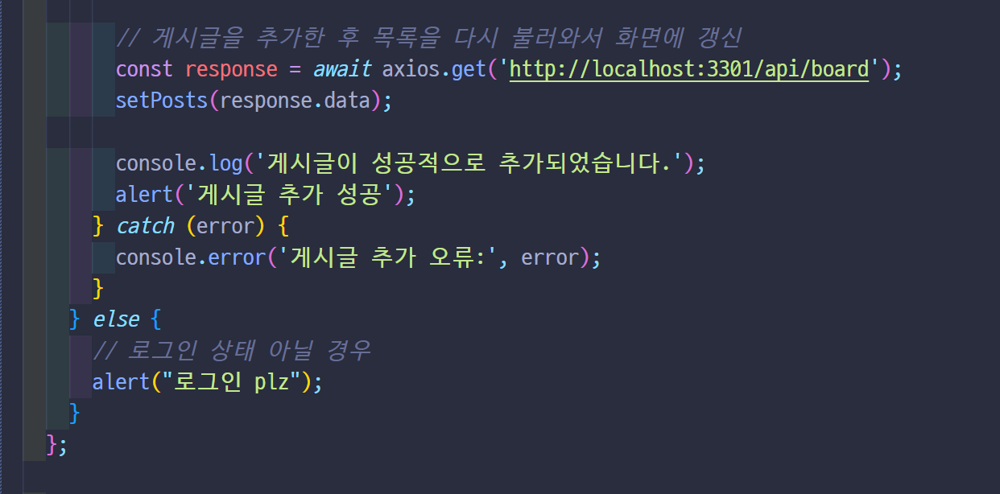 // 게시글을 추가한 후 목록을 다시 불러와서 화면에 갱신
const response = await axios.get('http://localhost:3301/api/board');
setPosts(response.data);
console.log('게시글이 성공적으로 추가되었습니다.');
alert('게시글 추가 성공');
} catch (error) {
console.error('게시글 추가 오류:', error);
}
} else {
// 로그인 상태 아닐 경우
alert("로그인 plz");
}
};